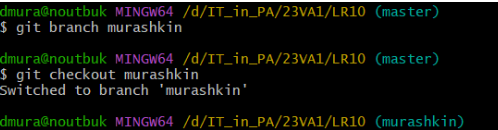 dmura@noutbuk MINGW64 /d/IT_in_PA/23VA1/LR10 (master)
$ git branch murashkin
dmura@noutbuk MINGW64 /d/IT_in_PA/23VA1/LR10 (master)
$ git checkout murashkin
Switched to branch 'murashkin'
dmura@noutbuk MINGW64 /d/IT_in_PA/23VA1/LR10 (murashkin)